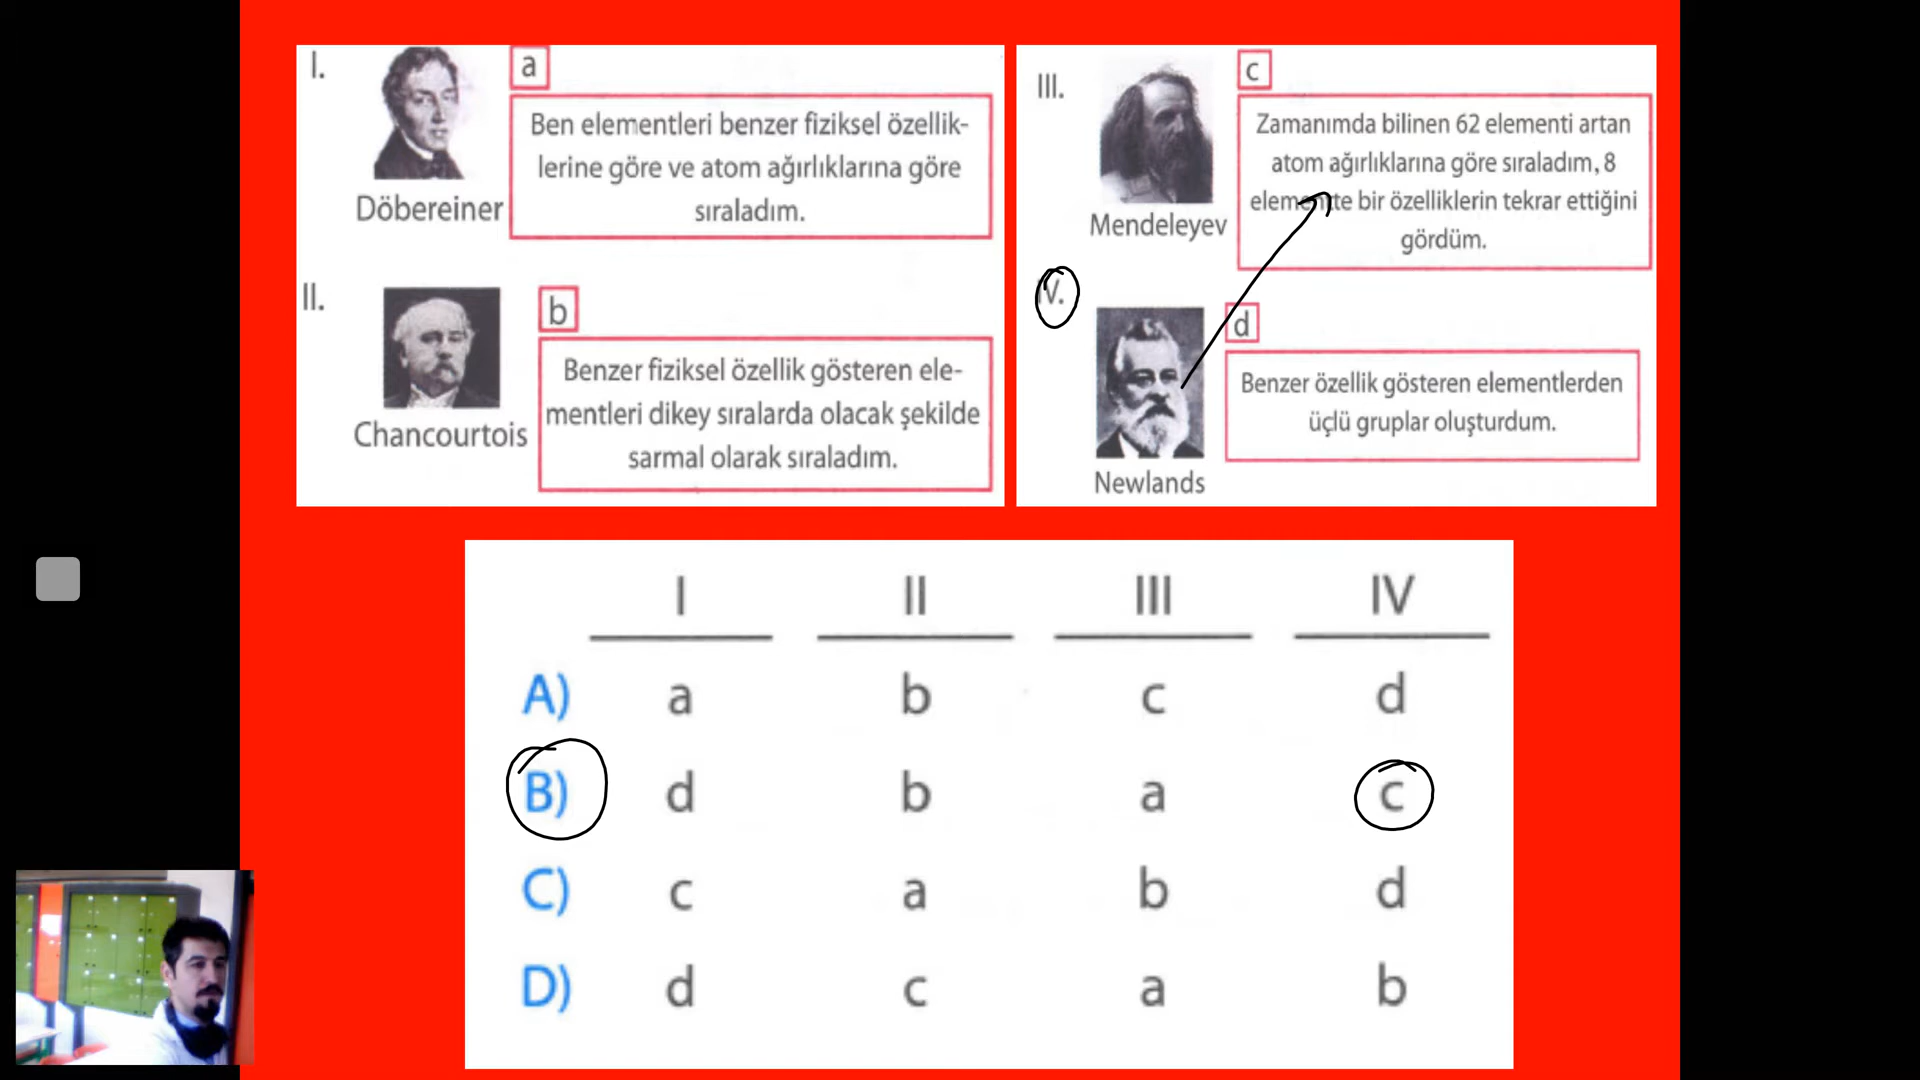 I.
a
Ben elementleri benzer fiziksel özellik-
lerine göre ve atom ağırlıklarına göre
sıraladım.
Döbereiner
II.
b
Benzer fiziksel özellik gösteren ele-
mentleri dikey sıralarda olacak şekilde
sarmal olarak sıraladım.
Chancourtois
III.
c
Zamanımda bilinen 62 elementi artan
atom ağırlıklarına göre sıraladım, 8
elementte bir özelliklerin tekrar ettiğini
gördüm.
Mendeleyev
IV.
d
Benzer özellik gösteren elementlerden
üçlü gruplar oluşturdum.
Newlands
I II III IV
A) a b c d
B) d b a c
C) c a b d
D) d c a b